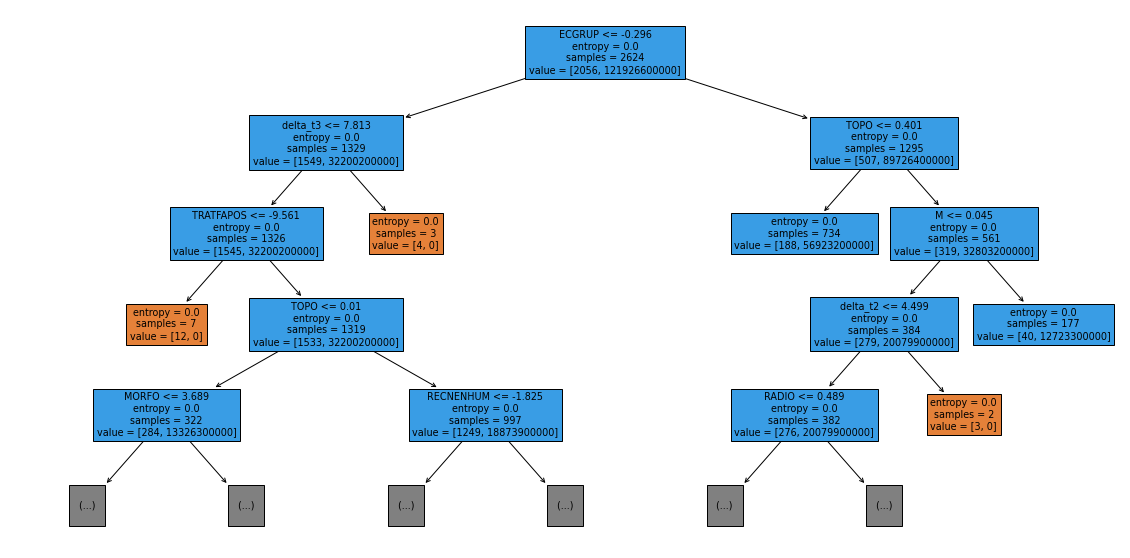 ECGRUP <= -0.296
entropy = 0.0
samples = 2624
value = [2056, 121926600000]
delta_t3 <= 7.813
entropy = 0.0
samples = 1329
value = [1549, 32200200000]
TOPO <= 0.401
entropy = 0.0
samples = 1295
value = [507, 89726400000]
TRATFAPOS <= -9.561
entropy = 0.0
samples = 1326
value = [1545, 32200200000]
entropy = 0.0
samples = 3
value = [4, 0]
entropy = 0.0
samples = 734
value = [188, 56923200000]
M <= 0.045
entropy = 0.0
samples = 561
value = [319, 32803200000]
entropy = 0.0
samples = 7
value = [12, 0]
TOPO <= 0.01
entropy = 0.0
samples = 1319
value = [1533, 32200200000]
delta_t2 <= 4.499
entropy = 0.0
samples = 384
value = [279, 20079900000]
entropy = 0.0
samples = 177
value = [40, 12723300000]
MORFO <= 3.689
entropy = 0.0
samples = 322
value = [284, 13326300000]
RECNENHUM <= -1.825
entropy = 0.0
samples = 997
value = [1249, 18873900000]
RADIO <= 0.489
entropy = 0.0
samples = 382
value = [276, 20079900000]
entropy = 0.0
samples = 2
value = [3, 0]
(...)
(...)
(...)
(...)
(...)
(...)